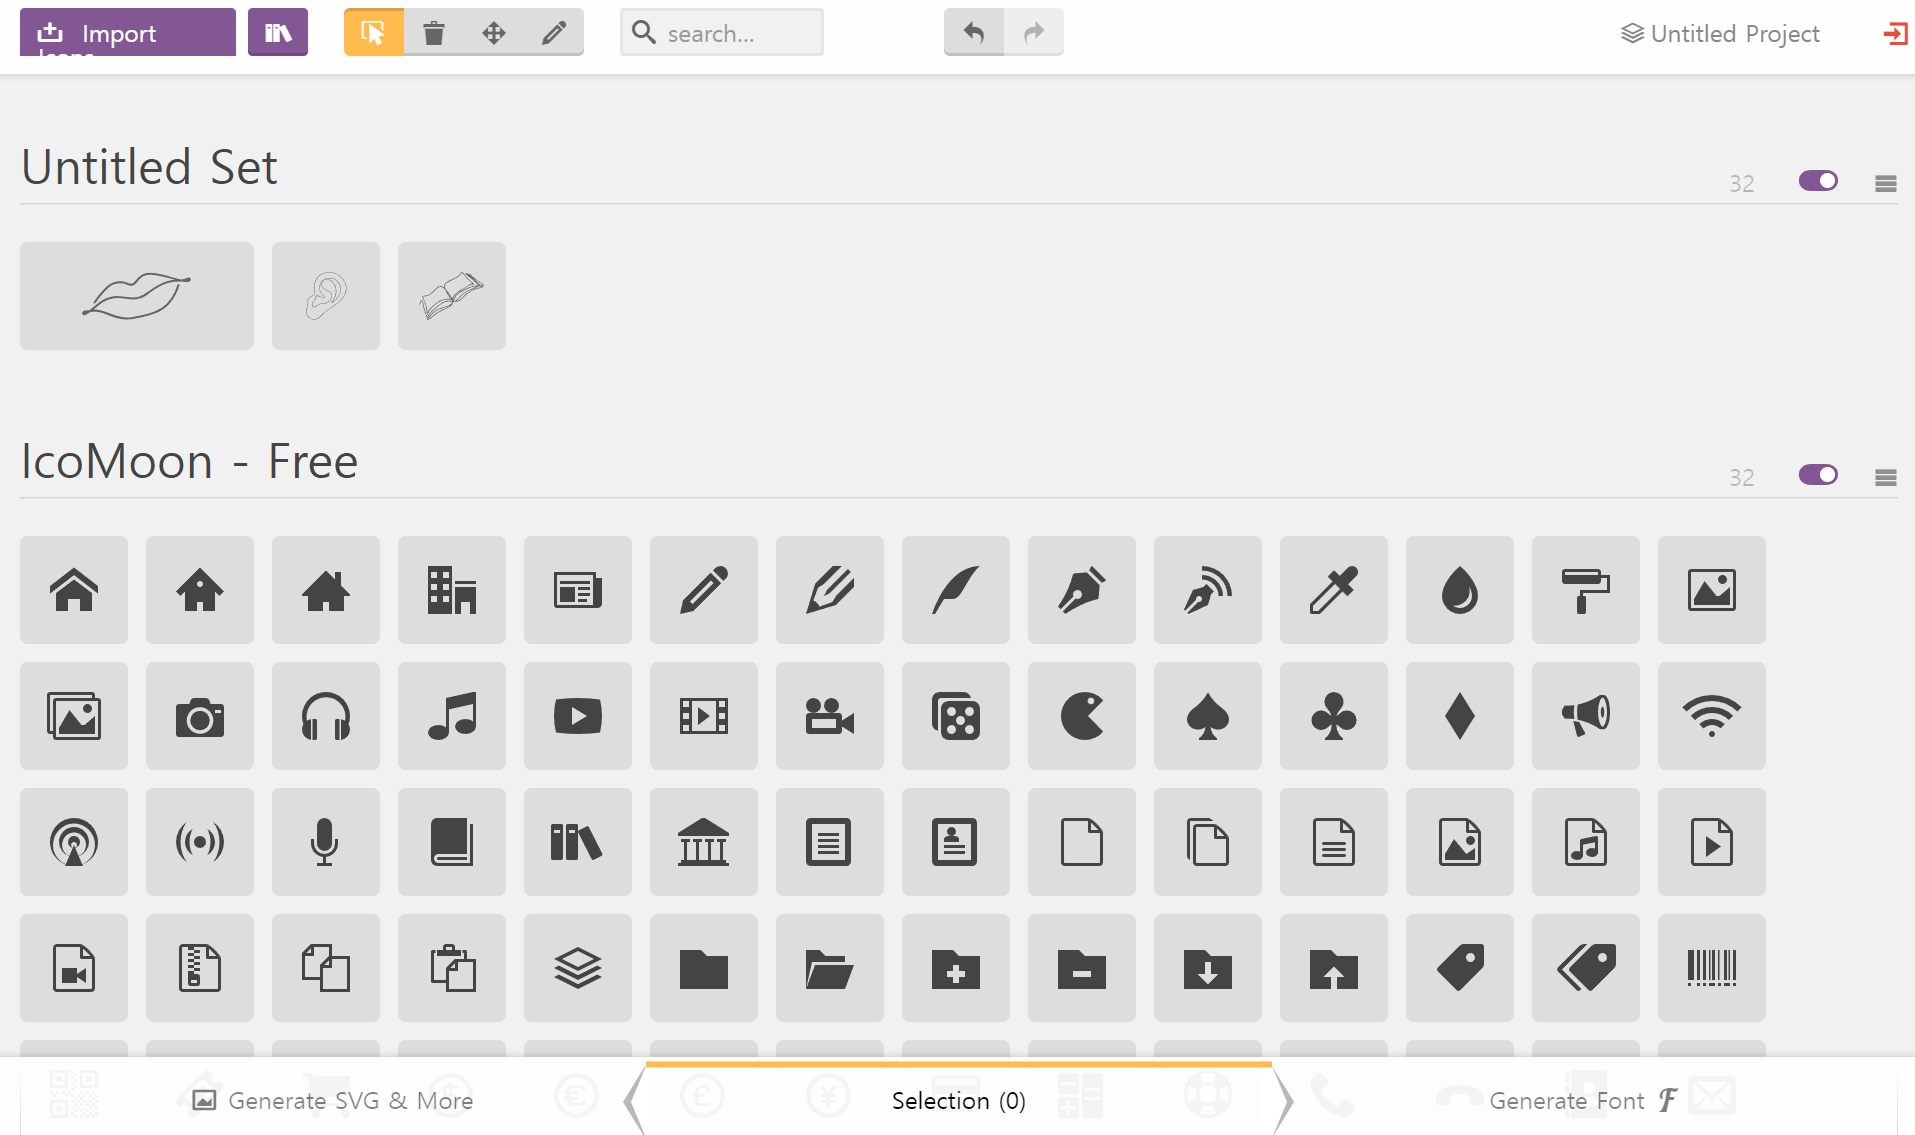 Import
Icons
search...
Untitled Project
Untitled Set
32
IcoMoon - Free
32
Generate SVG & More
Selection (0)
Generate Font